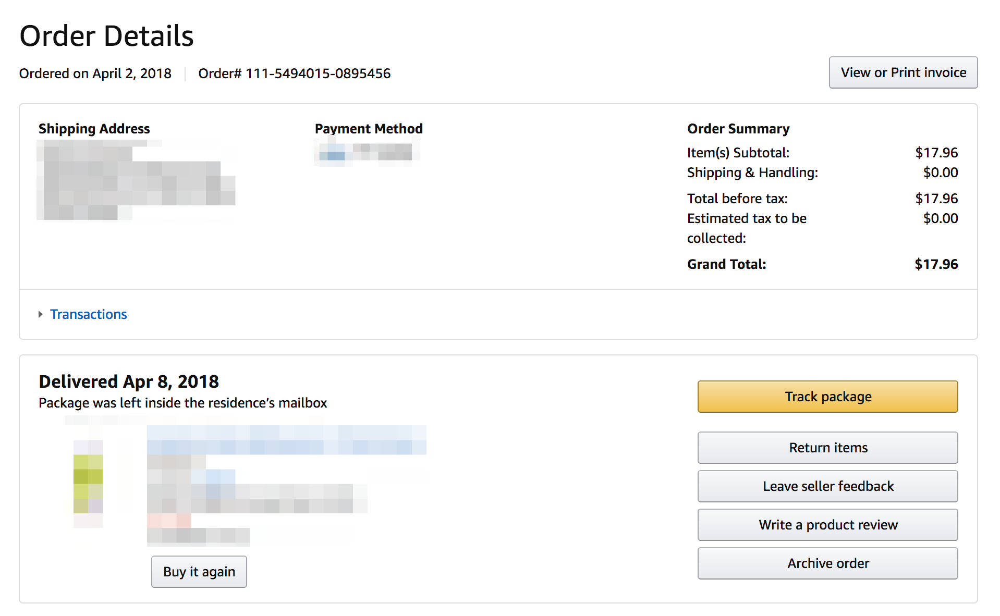 Order Details
Ordered on April 2, 2018 Order# 111-5494015-0895456
View or Print invoice
Shipping Address
Payment Method
Order Summary
Item(s) Subtotal: $17.96
Shipping & Handling: $0.00
Total before tax: $17.96
Estimated tax to be $0.00
collected:
Grand Total: $17.96
Transactions
Delivered Apr 8, 2018
Package was left inside the residence's mailbox
Buy it again
Track package
Return items
Leave seller feedback
Write a product review
Archive order